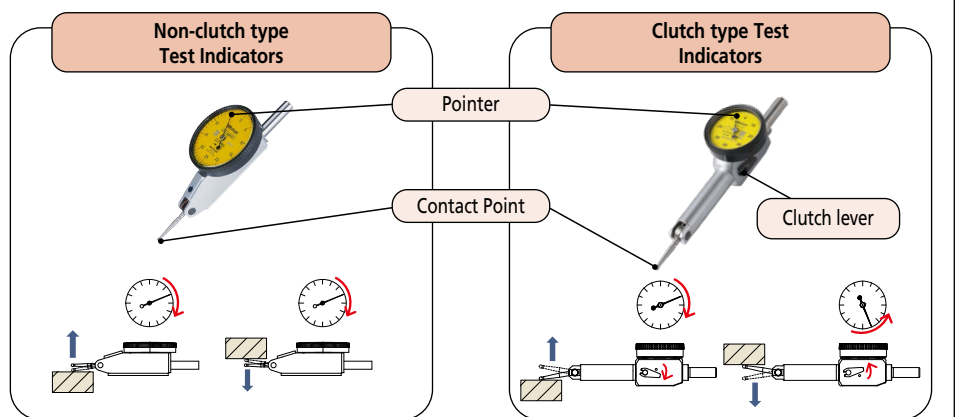 Non-clutch type
Test Indicators
Clutch type Test
Indicators
Pointer
Contact Point
Clutch lever